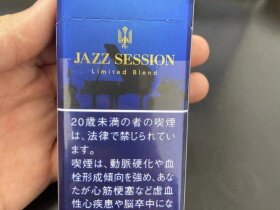 JAZZ SESSION
Limited Blend
20歳未満の者の喫煙
は、法律で禁じられてい
ます。
喫煙は、動脈硬化や血
栓形成傾向を強め、あな
たが心筋梗塞など虚血
性心疾患や脳卒中にな